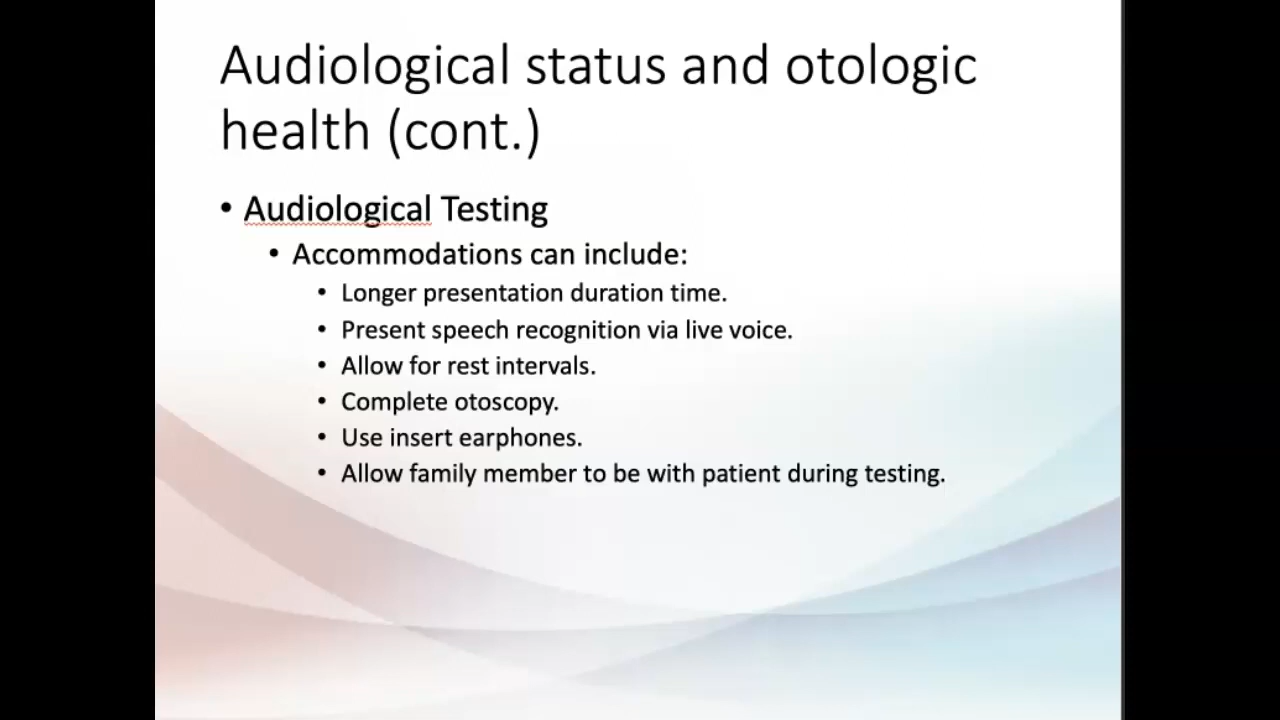 Audiological status and otologic
health (cont.)
• Audiological Testing
• Accommodations can include:
• Longer presentation duration time.
• Present speech recognition via live voice.
• Allow for rest intervals.
• Complete otoscopy.
• Use insert earphones.
• Allow family member to be with patient during testing.